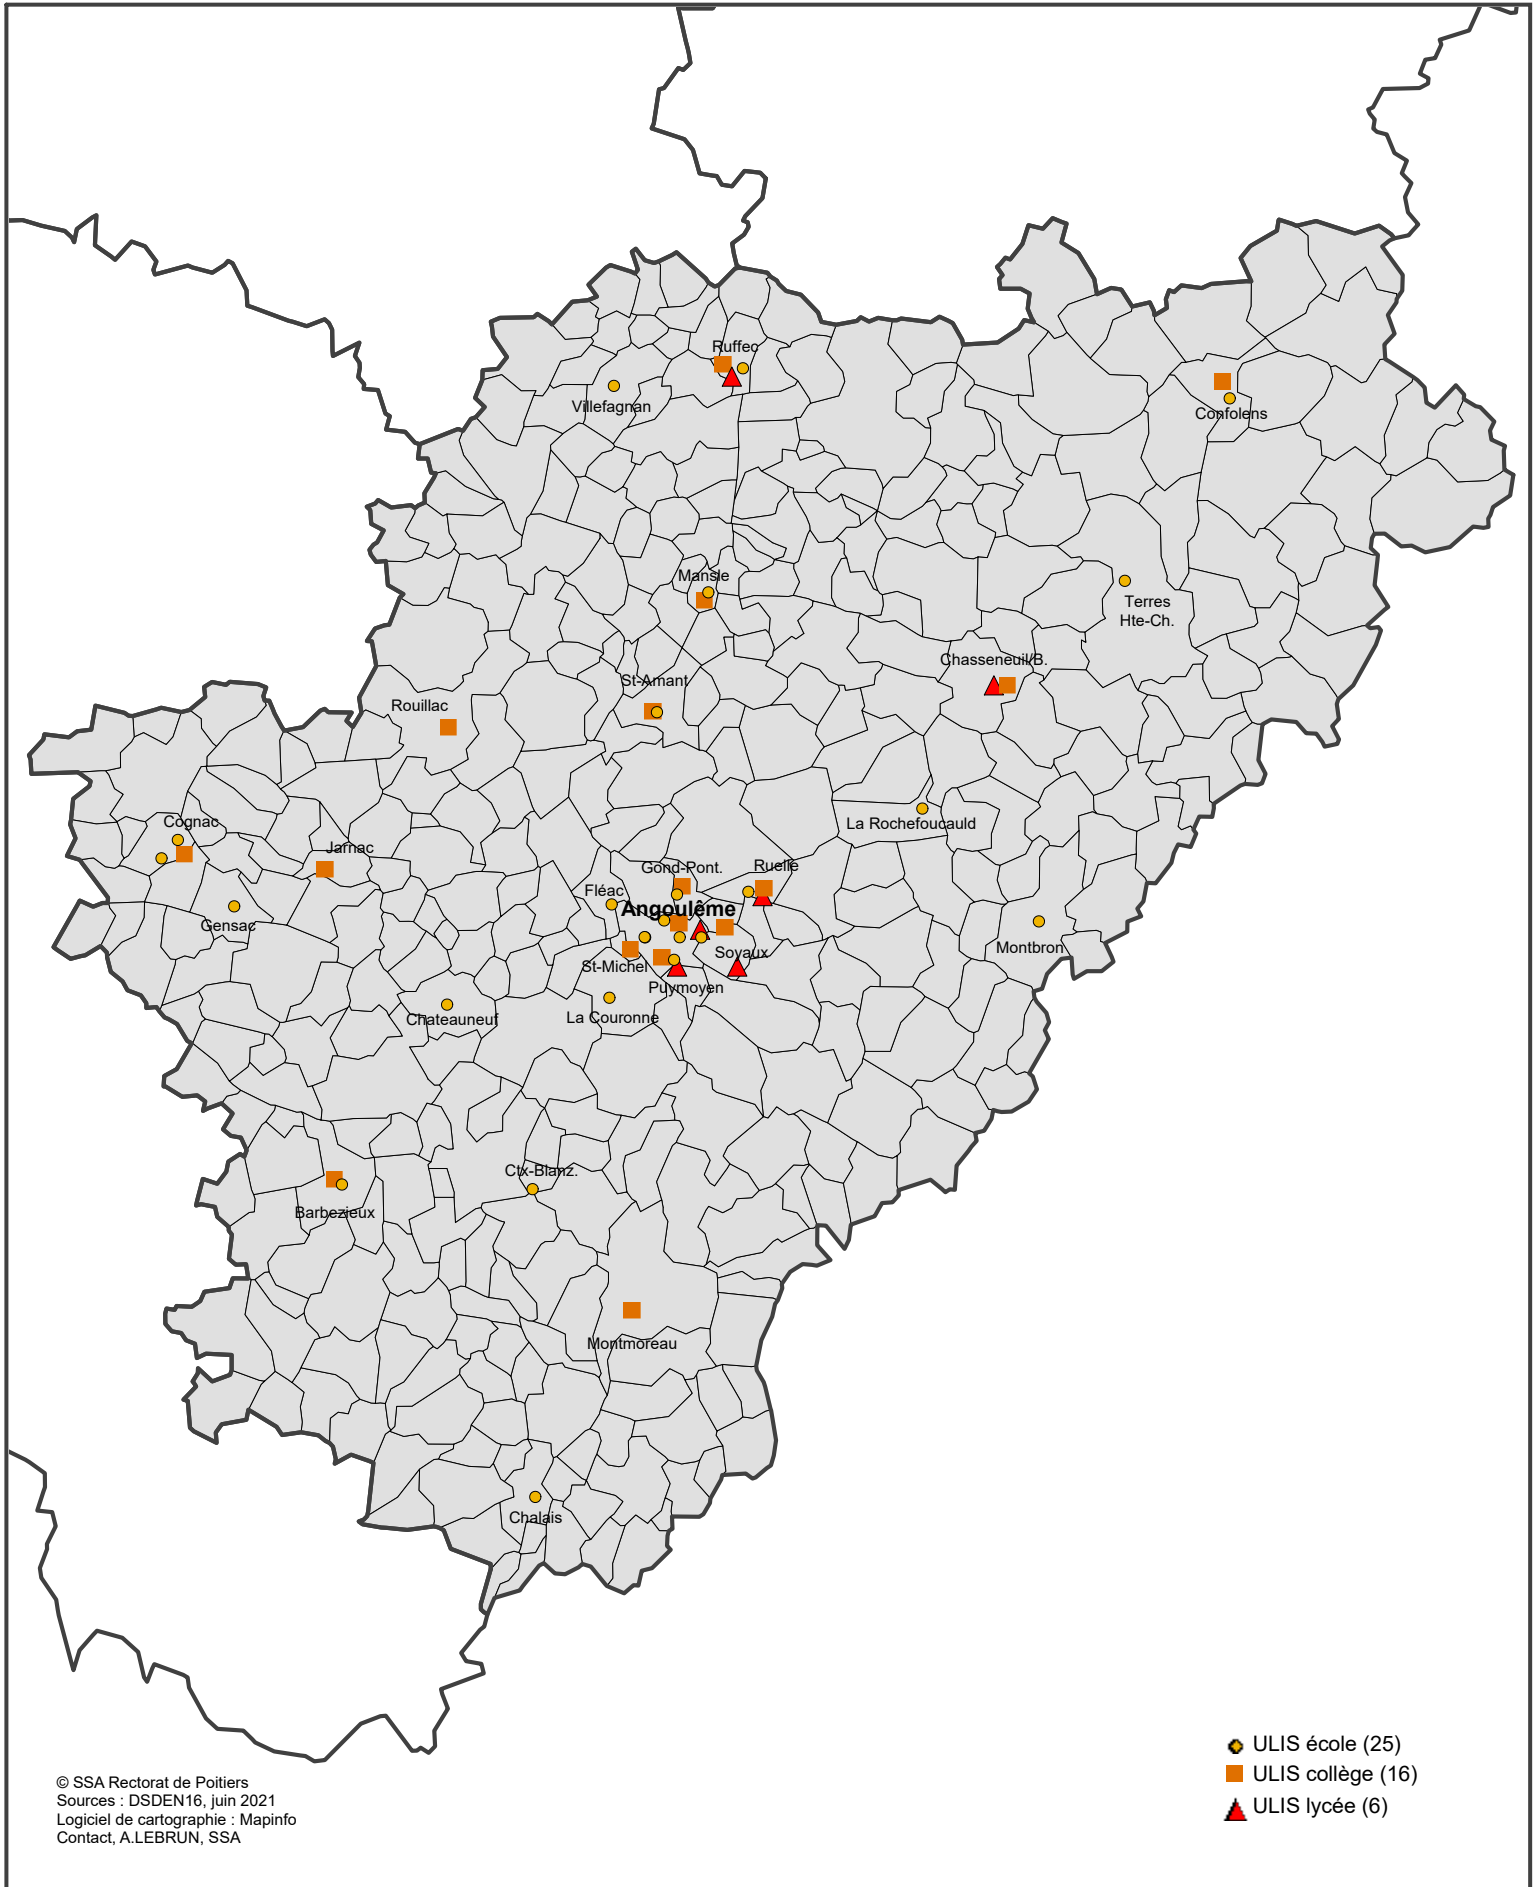 Ruffec
Villefagnan
Confolens
Mansle
Terres
Hte-Ch.
Chasseneuil/B.
St-Amant
Rouillac
Cognac
La Rochefoucauld
Jarnac
Gond-Pont.
Ruelle
Fléac
Angoulême
Gensac
Montbron
Soyaux
St-Michel
Puymoyen
Chateauneuf
La Couronne
Ctx-Blanz.
Barbezieux
Montmoreau
Chalais
ULIS école (25)
ULIS collège (16)
ULIS lycée (6)
© SSA Rectorat de Poitiers
Sources : DSDEN16, juin 2021
Logiciel de cartographie : Mapinfo
Contact, A.LEBRUN, SSA